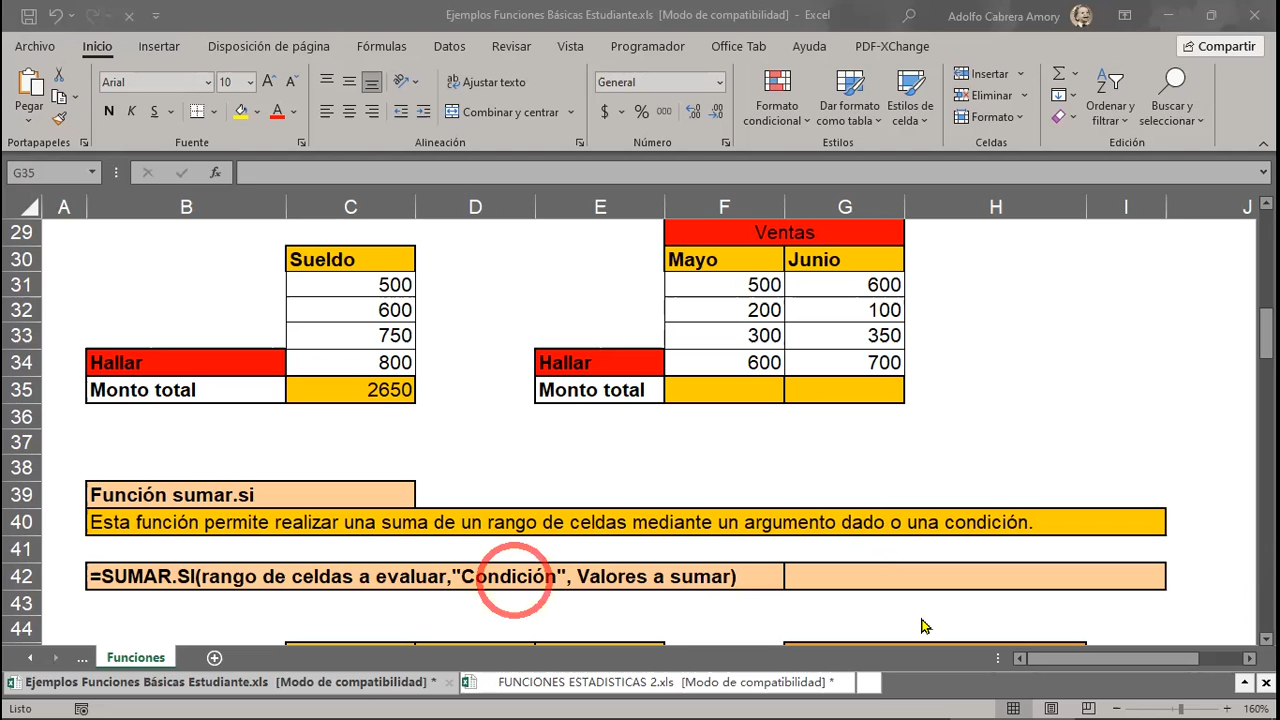 Ejemplos Funciones Básicas Estudiante.xls [Modo de compatibilidad] - Excel
Adolfo Cabrera Amory
Archivo Inicio Insertar Disposición de página Fórmulas Datos Revisar Vista Programador Office Tab Ayuda PDF-XChange Compartir
Pegar
Arial 10
Ajustar texto
General
Formato condicional
Dar formato como tabla
Estilos de celda
Insertar
Eliminar
Formato
Ordenar y filtrar
Buscar y seleccionar
N K S
Combinar y centrar
$ % 000
Portapapeles Fuente Alineación Número Estilos Celdas Edición
G35 fx
A B C D E F G H I J
29 Ventas
30 Sueldo Mayo Junio
31 500 500 600
32 600 200 100
33 750 300 350
34 Hallar 800 Hallar 600 700
35 Monto total 2650 Monto total
36
37
38
39 Función sumar.si
40 Esta función permite realizar una suma de un rango de celdas mediante un argumento dado o una condición.
41
42 =SUMAR.SI(rango de celdas a evaluar,"Condición", Valores a sumar)
43
44
... Funciones
Ejemplos Funciones Básicas Estudiante.xls [Modo de compatibilidad] * FUNCIONES ESTADISTICAS 2.xls [Modo de compatibilidad] *
Listo 160%